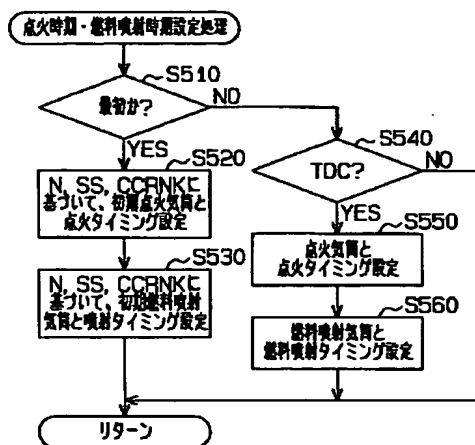 点火時期・燃料噴射時期設定処理
S510
最初か?
NO
YES
S520
N, SS, CCRNKに
基づいて、初期点火気筒と
点火タイミング設定
S530
N, SS, CCRNKに
基づいて、初期燃料噴射
気筒と噴射タイミング設定
S540
TDC?
NO
YES
S550
点火気筒と
点火タイミング設定
S560
燃料噴射気筒と
燃料噴射タイミング設定
リターン